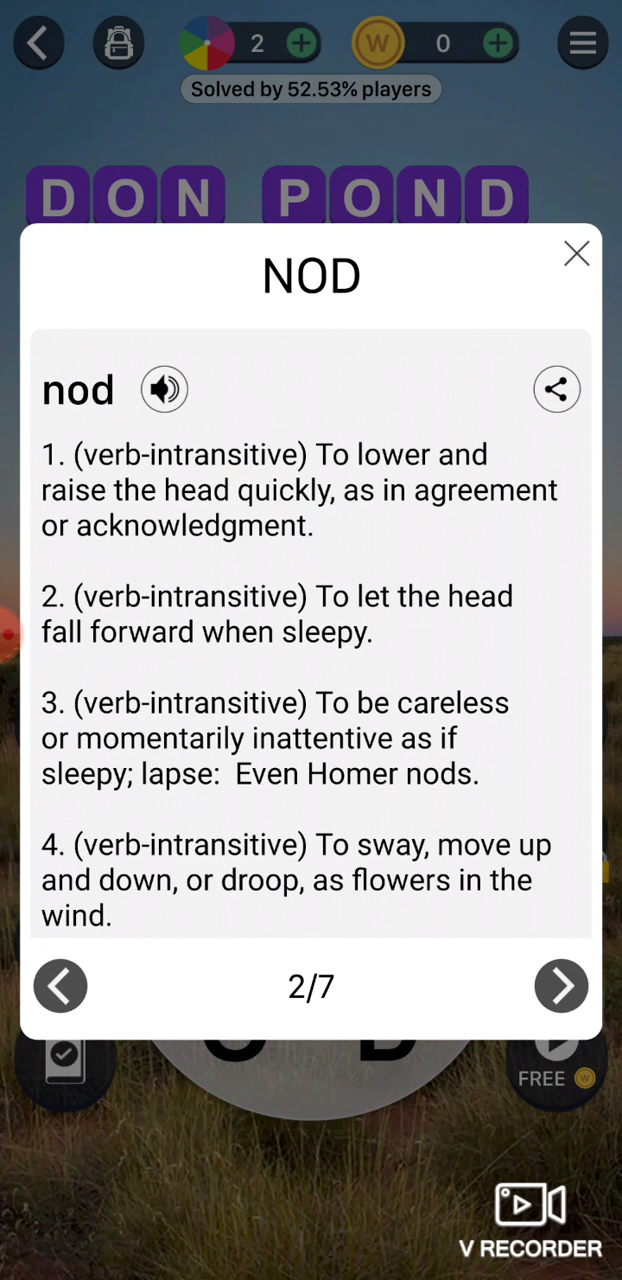 2
W
0
Solved by 52.53% players
DON POND
NOD
nod
1. (verb-intransitive) To lower and
raise the head quickly, as in agreement
or acknowledgment.
2. (verb-intransitive) To let the head
fall forward when sleepy.
3. (verb-intransitive) To be careless
or momentarily inattentive as if
sleepy; lapse:  Even Homer nods.
4. (verb-intransitive) To sway, move up
and down, or droop, as flowers in the
wind.
2/7
FREE W
V RECORDER